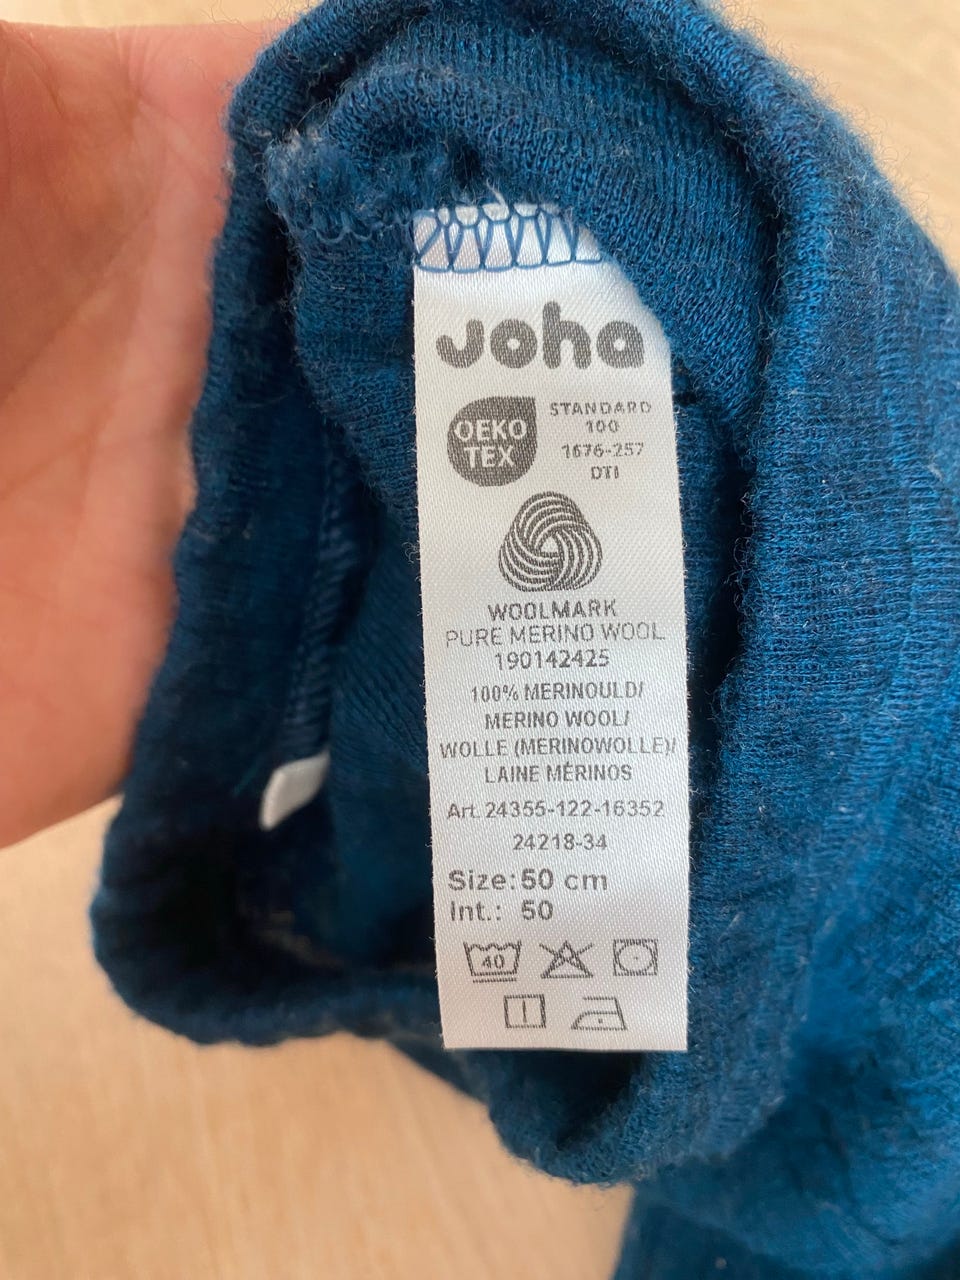 Joha
OEKO
TEX
STANDARD
100
1676-257
DTI
WOOLMARK
PURE MERINO WOOL
190142425
100% MERINOULD/
MERINO WOOL/
WOLLE (MERINOWOLLE)/
LAINE MÉRINOS
Art. 24355-122-16352
24218-34
Size: 50 cm
Int.: 50
40